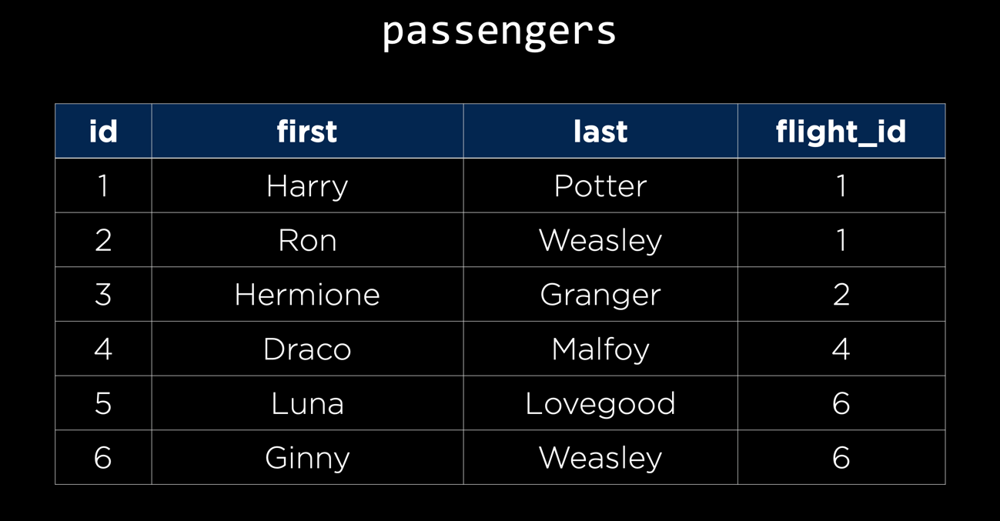 passengers
id first last flight_id
1 Harry Potter 1
2 Ron Weasley 1
3 Hermione Granger 2
4 Draco Malfoy 4
5 Luna Lovegood 6
6 Ginny Weasley 6